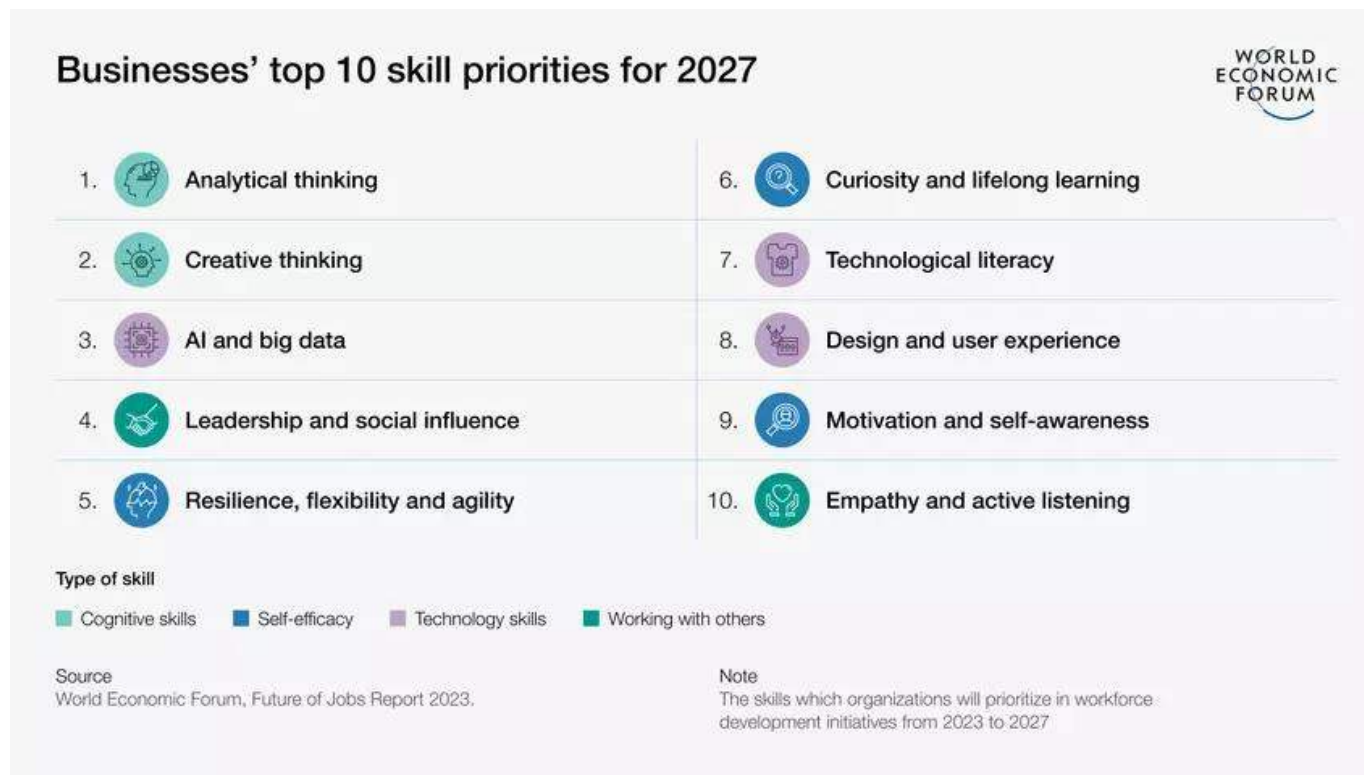 Businesses' top 10 skill priorities for 2027
WORLD
ECONOMIC
FORUM
1. Analytical thinking
2. Creative thinking
3. AI and big data
4. Leadership and social influence
5. Resilience, flexibility and agility
6. Curiosity and lifelong learning
7. Technological literacy
8. Design and user experience
9. Motivation and self-awareness
10. Empathy and active listening
Type of skill
Cognitive skills
Self-efficacy
Technology skills
Working with others
Source
World Economic Forum, Future of Jobs Report 2023.
Note
The skills which organizations will prioritize in workforce
development initiatives from 2023 to 2027